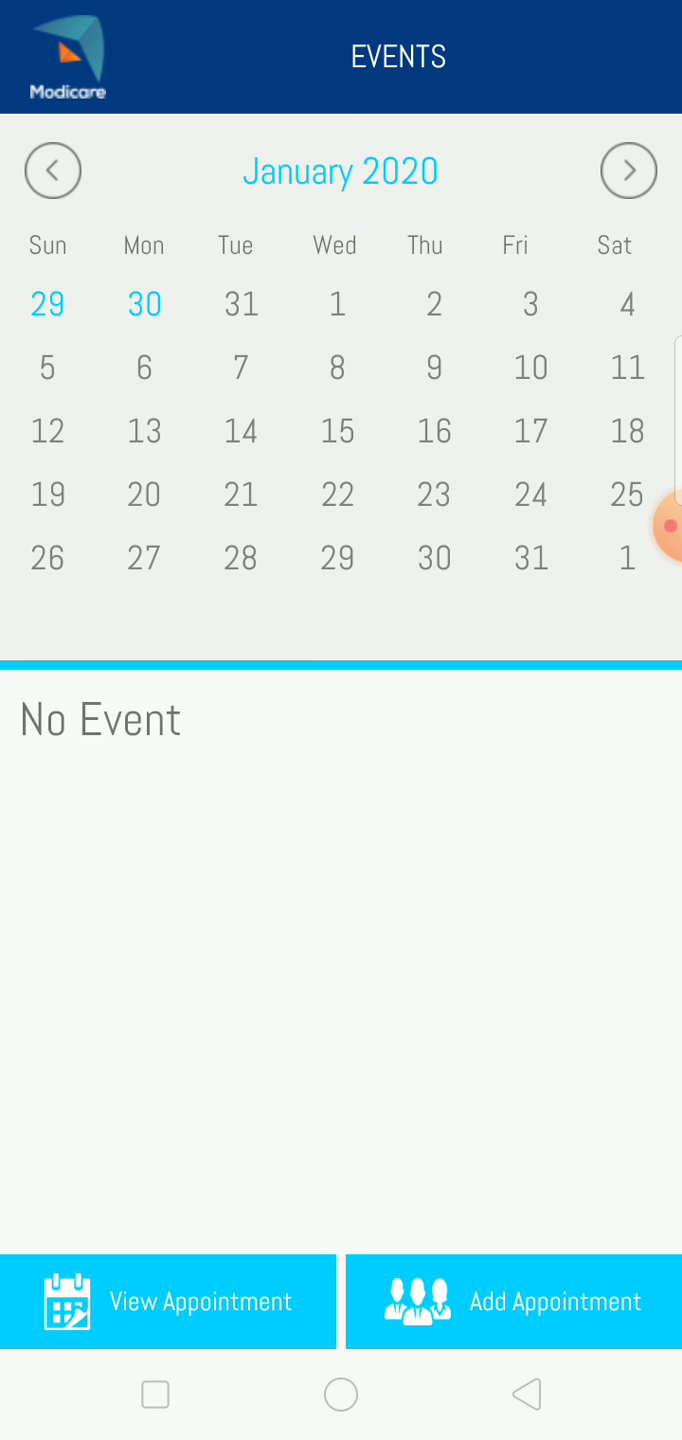 Modicare
EVENTS
January 2020
Sun Mon Tue Wed Thu Fri Sat
29 30 31 1 2 3 4
5 6 7 8 9 10 11
12 13 14 15 16 17 18
19 20 21 22 23 24 25
26 27 28 29 30 31 1
No Event
View Appointment Add Appointment